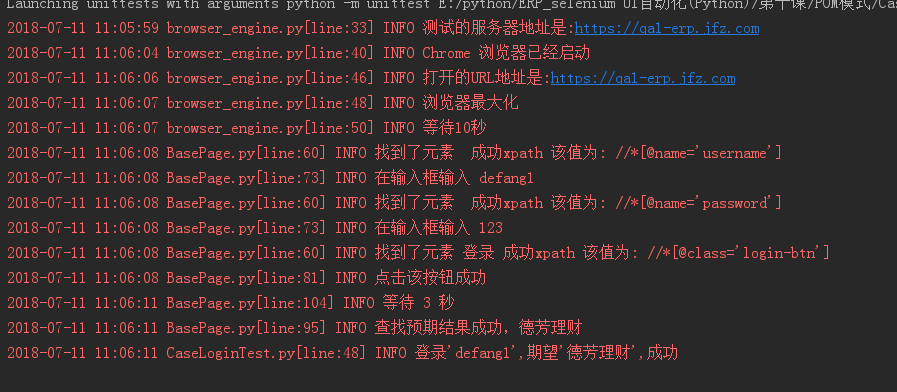 Launching unittests with arguments python -m unittest E:/python/ERP_selenium UI自动化(Python)/第十课/POM模式/Cas
2018-07-11 11:05:59 browser_engine.py[line:33] INFO 测试的服务器地址是:https://qa1-erp.jfz.com
2018-07-11 11:06:04 browser_engine.py[line:40] INFO Chrome 浏览器已经启动
2018-07-11 11:06:06 browser_engine.py[line:46] INFO 打开的URL地址是:https://qa1-erp.jfz.com
2018-07-11 11:06:07 browser_engine.py[line:48] INFO 浏览器最大化
2018-07-11 11:06:07 browser_engine.py[line:50] INFO 等待10秒
2018-07-11 11:06:08 BasePage.py[line:60] INFO 找到了元素  成功xpath 该值为: //*[@name='username']
2018-07-11 11:06:08 BasePage.py[line:73] INFO 在输入框输入 defang1
2018-07-11 11:06:08 BasePage.py[line:60] INFO 找到了元素  成功xpath 该值为: //*[@name='password']
2018-07-11 11:06:08 BasePage.py[line:73] INFO 在输入框输入 123
2018-07-11 11:06:08 BasePage.py[line:60] INFO 找到了元素 登录 成功xpath 该值为: //*[@class='login-btn']
2018-07-11 11:06:08 BasePage.py[line:81] INFO 点击该按钮成功
2018-07-11 11:06:11 BasePage.py[line:104] INFO 等待 3 秒
2018-07-11 11:06:11 BasePage.py[line:95] INFO 查找预期结果成功，德芳理财
2018-07-11 11:06:11 CaseLoginTest.py[line:48] INFO 登录'defang1',期望'德芳理财',成功